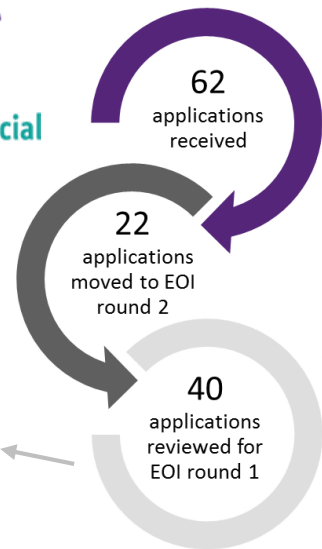 62
applications
received
cial
22
applications
moved to EOI
round 2
40
applications
reviewed for
EOI round 1